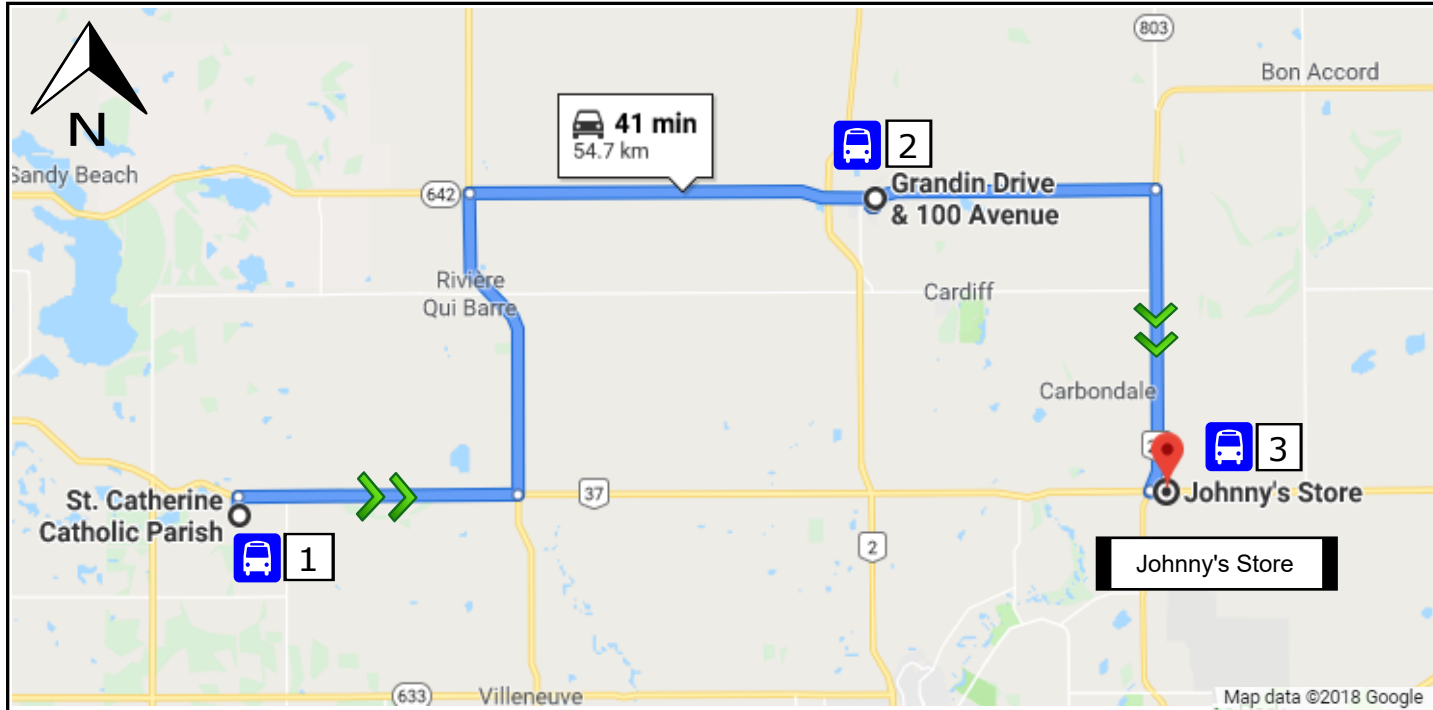 803
Bon Accord
N
41 min
54.7 km
2
Sandy Beach
642
Grandin Drive
& 100 Avenue
Rivière
Qui Barre
Cardiff
Carbondale
3
St. Catherine
Catholic Parish
37
Johnny's Store
1
2
Johnny's Store
633
Villeneuve
Map data ©2018 Google